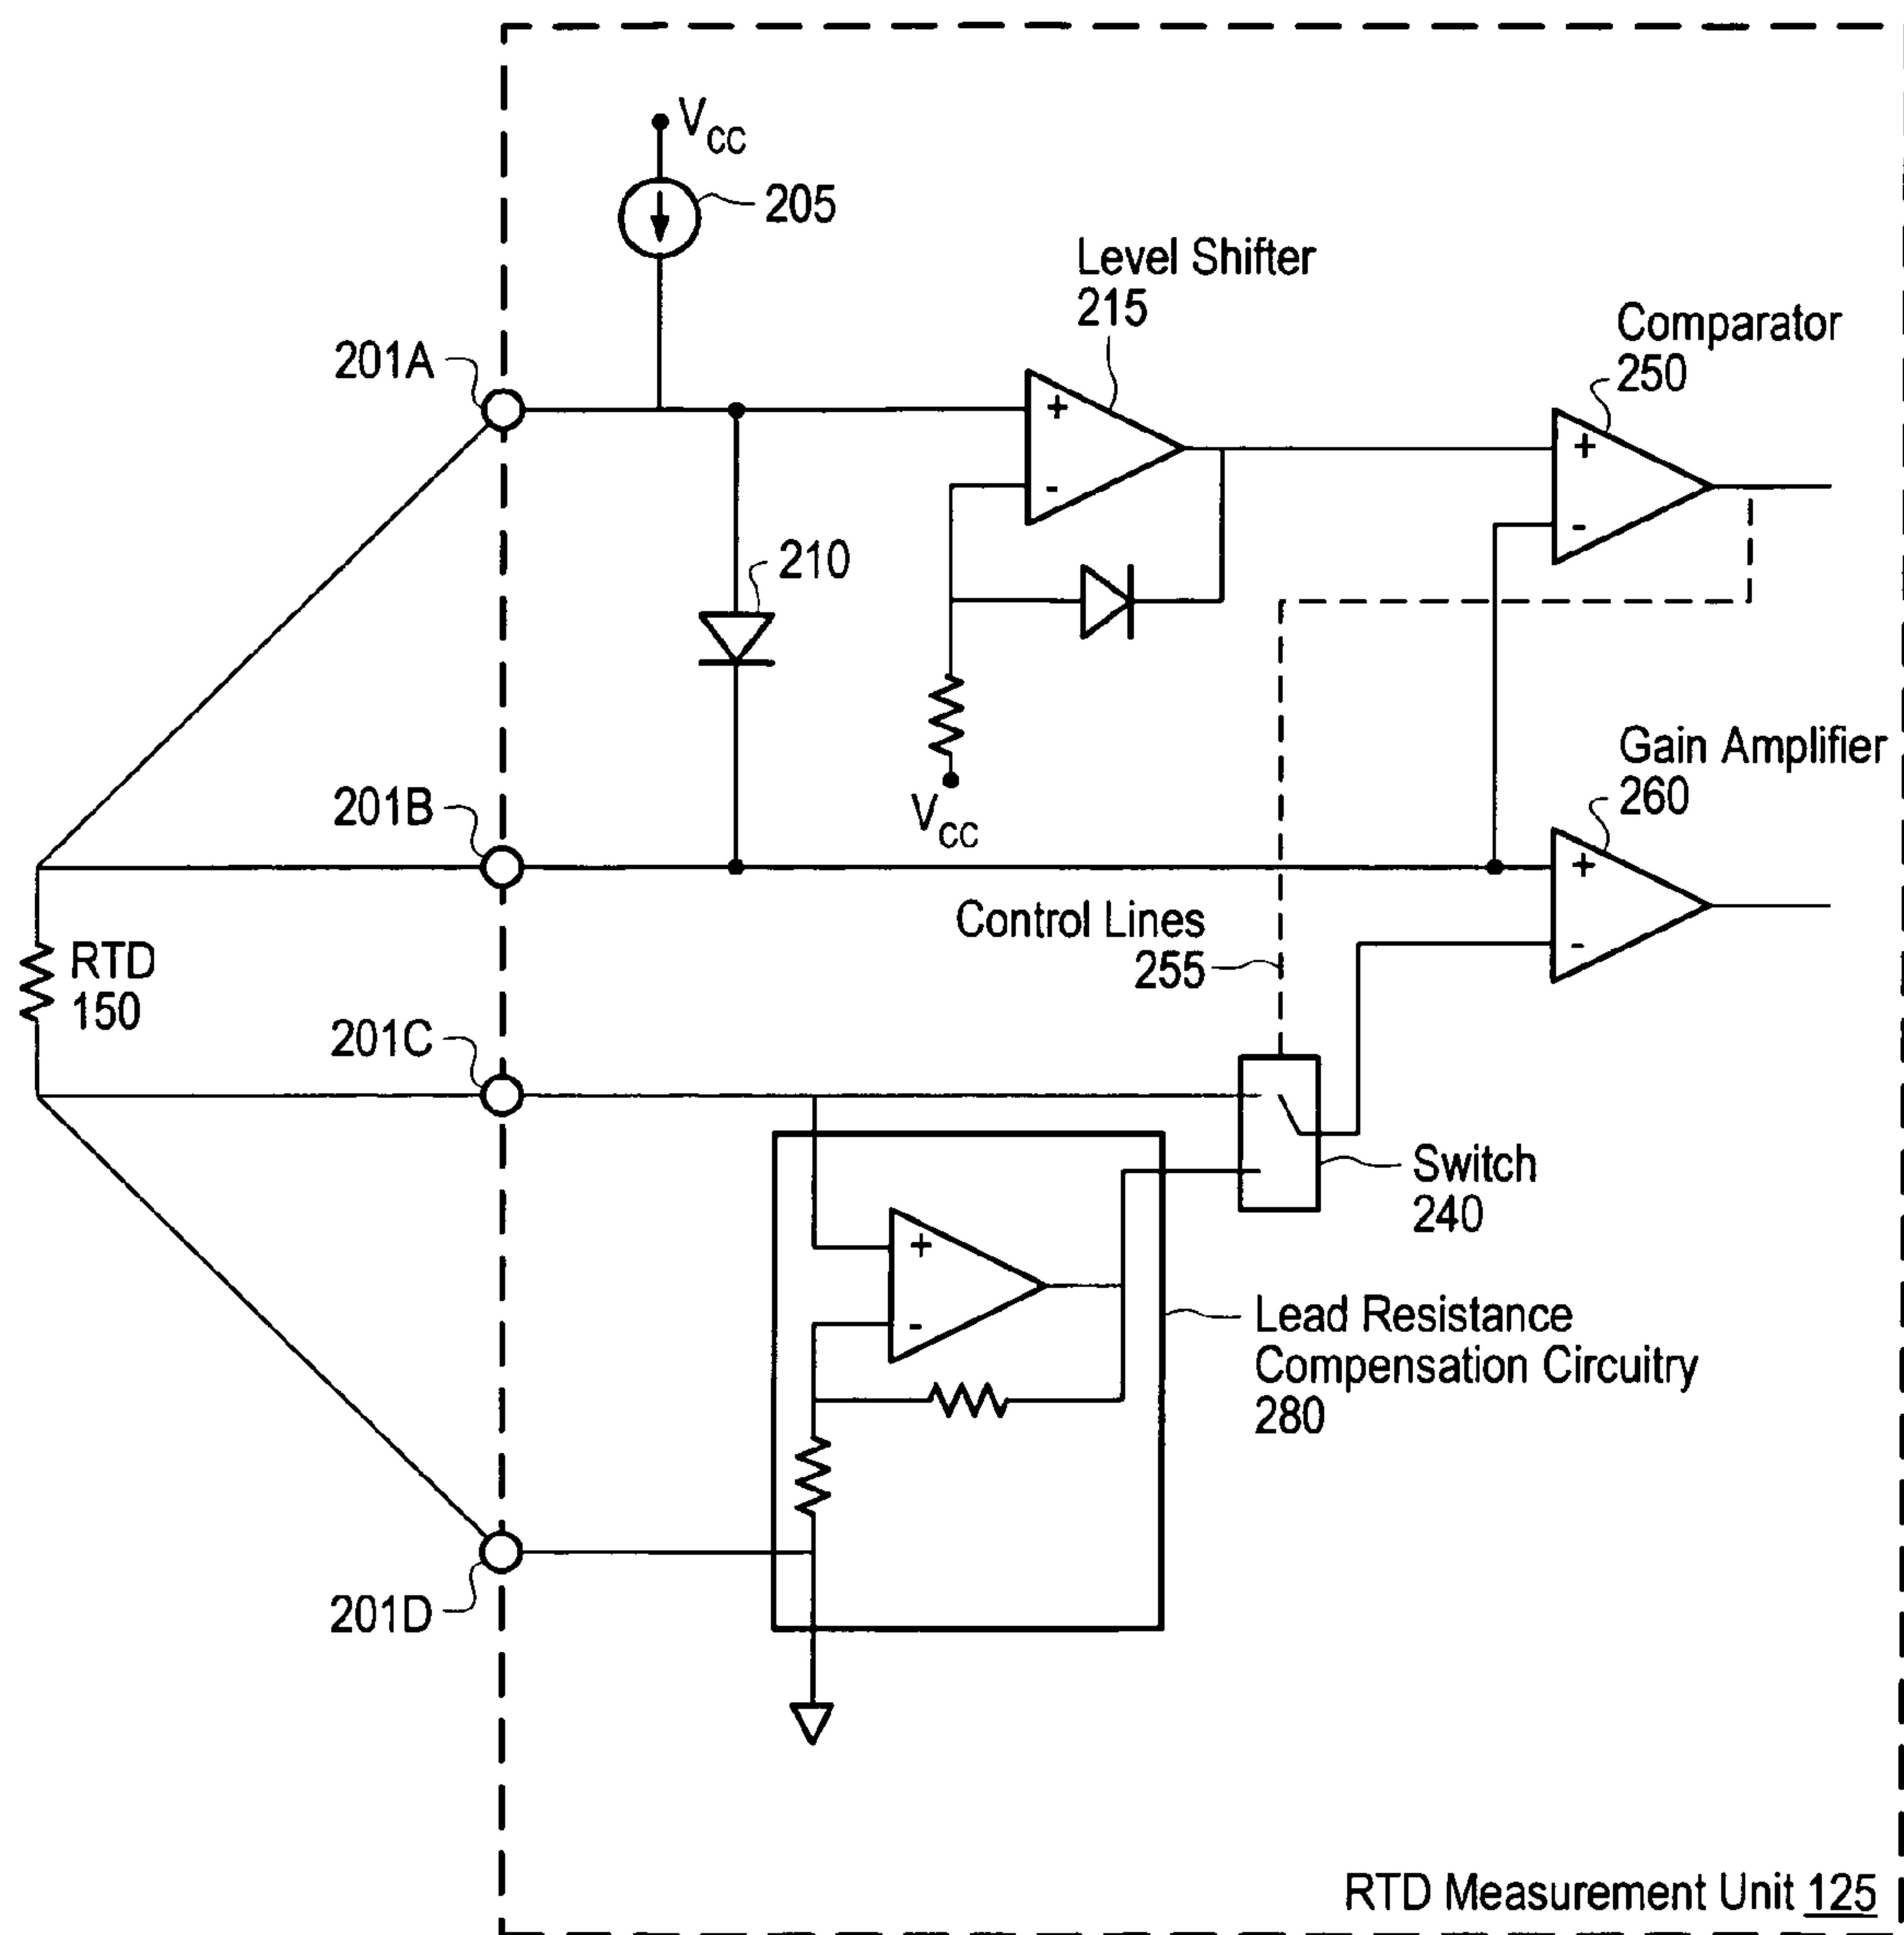 VCC
205
Level Shifter
215
Comparator
250
201A
+
-
+
-
210
201B
VCC
Gain Amplifier
260
+
-
Control Lines
255
RTD
150
201C
Switch
240
+
-
Lead Resistance
Compensation Circuitry
280
201D
RTD Measurement Unit 125